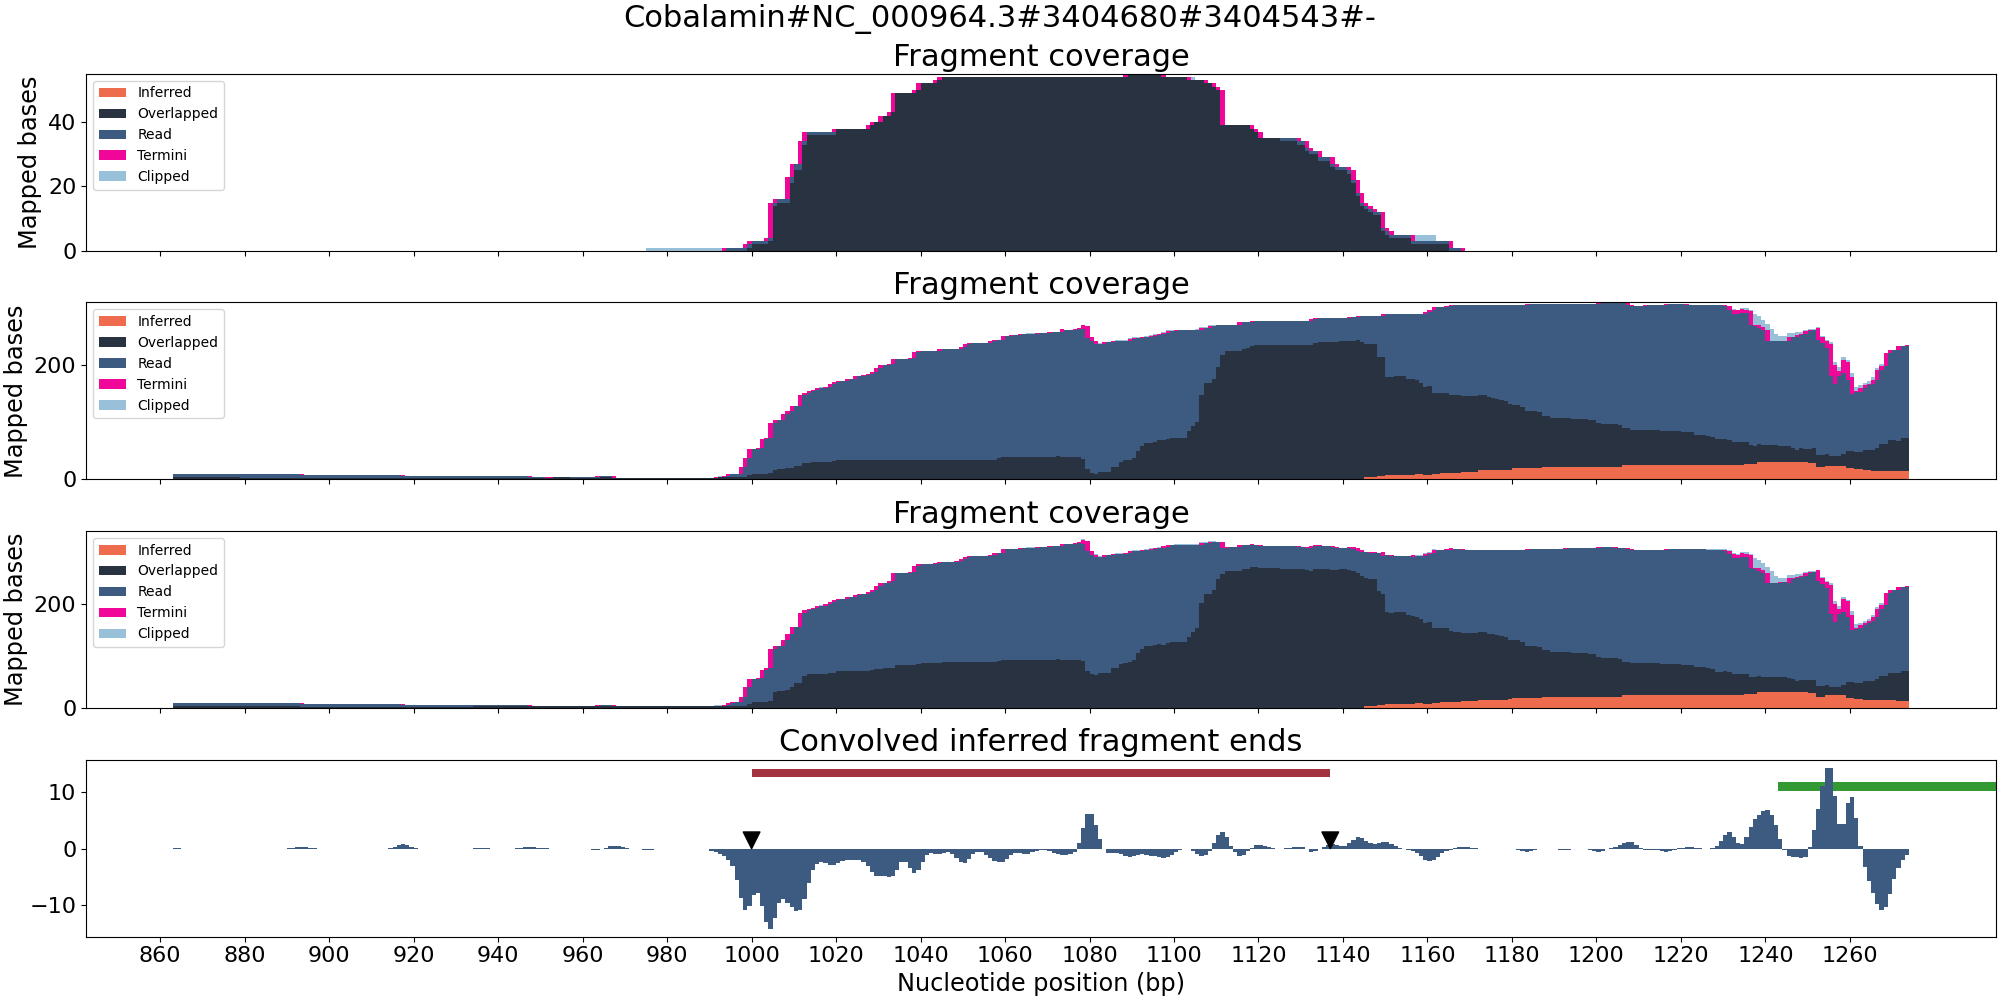 Cobalamin#NC_000964.3#3404680#3404543#-
Fragment coverage
Mapped bases
40
20
0
Inferred
Overlapped
Read
Termini
Clipped
Fragment coverage
Mapped bases
200
0
Inferred
Overlapped
Read
Termini
Clipped
Fragment coverage
Mapped bases
200
0
Inferred
Overlapped
Read
Termini
Clipped
Convolved inferred fragment ends
10
0
−10
860 880 900 920 940 960 980 1000 1020 1040 1060 1080 1100 1120 1140 1160 1180 1200 1220 1240 1260
Nucleotide position (bp)